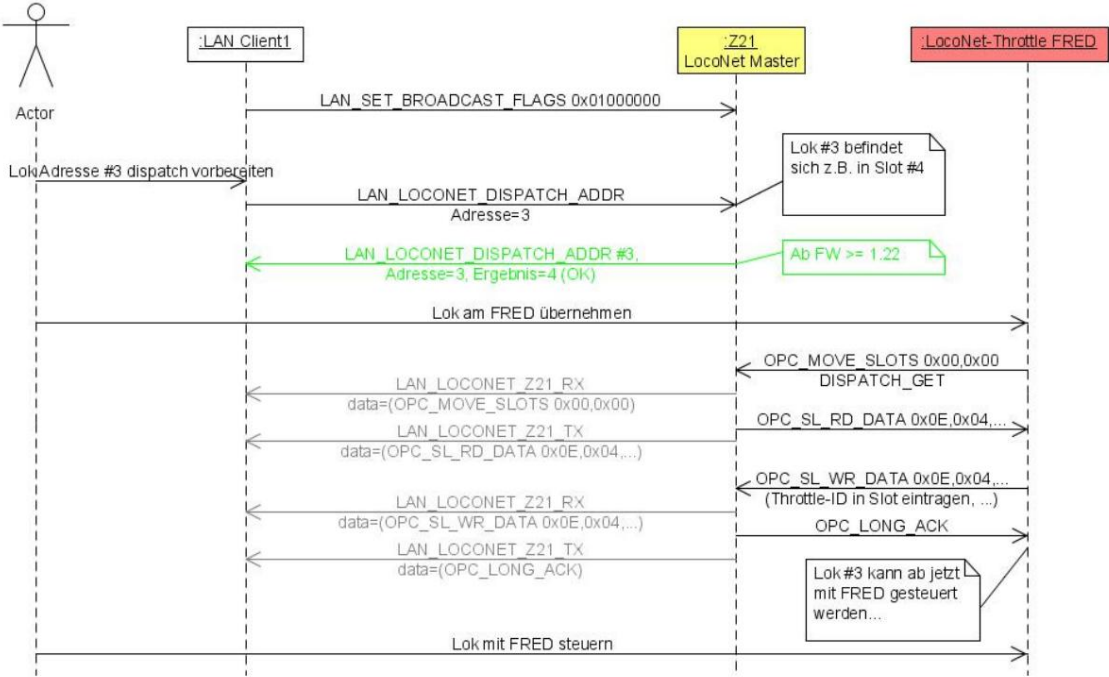 :LAN Client1
:Z21
LocoNet Master
:LocoNet-Throttle FRED
Actor
LAN_SET_BROADCAST_FLAGS 0x01000000
Lok #3 befindet
sich z.B. in Slot #4
Lok Adresse #3 dispatch vorbereiten
LAN_LOCONET_DISPATCH_ADDR
Adresse=3
LAN_LOCONET_DISPATCH_ADDR #3,
Adresse=3, Ergebnis=4 (OK)
Ab FW >= 1.22
Lok am FRED übernehmen
OPC_MOVE_SLOTS 0x00,0x00
DISPATCH_GET
LAN_LOCONET_Z21_RX
data=(OPC_MOVE_SLOTS 0x00,0x00)
OPC_SL_RD_DATA 0x0E,0x04,...
LAN_LOCONET_Z21_TX
data=(OPC_SL_RD_DATA 0x0E,0x04,...)
OPC_SL_WR_DATA 0x0E,0x04,...
(Throttle-ID in Slot eintragen, ...)
LAN_LOCONET_Z21_RX
data=(OPC_SL_WR_DATA 0x0E,0x04,...)
OPC_LONG_ACK
LAN_LOCONET_Z21_TX
data=(OPC_LONG_ACK)
Lok #3 kann ab jetzt
mit FRED gesteuert
werden...
Lok mit FRED steuern